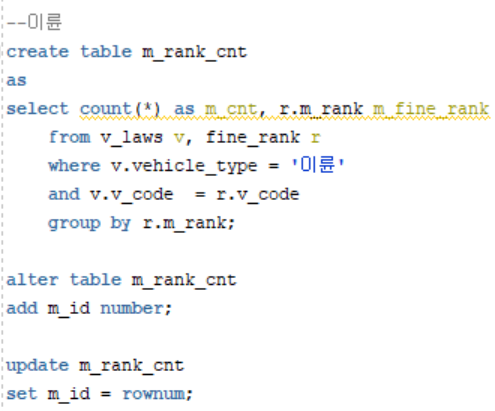 --이륜
create table m_rank_cnt
as
select count(*) as m_cnt, r.m_rank m_fine_rank
from v_laws v, fine_rank r
where v.vehicle_type = '이륜'
and v.v_code  = r.v_code
group by r.m_rank;
alter table m_rank_cnt
add m_id number;
update m_rank_cnt
set m_id = rownum;